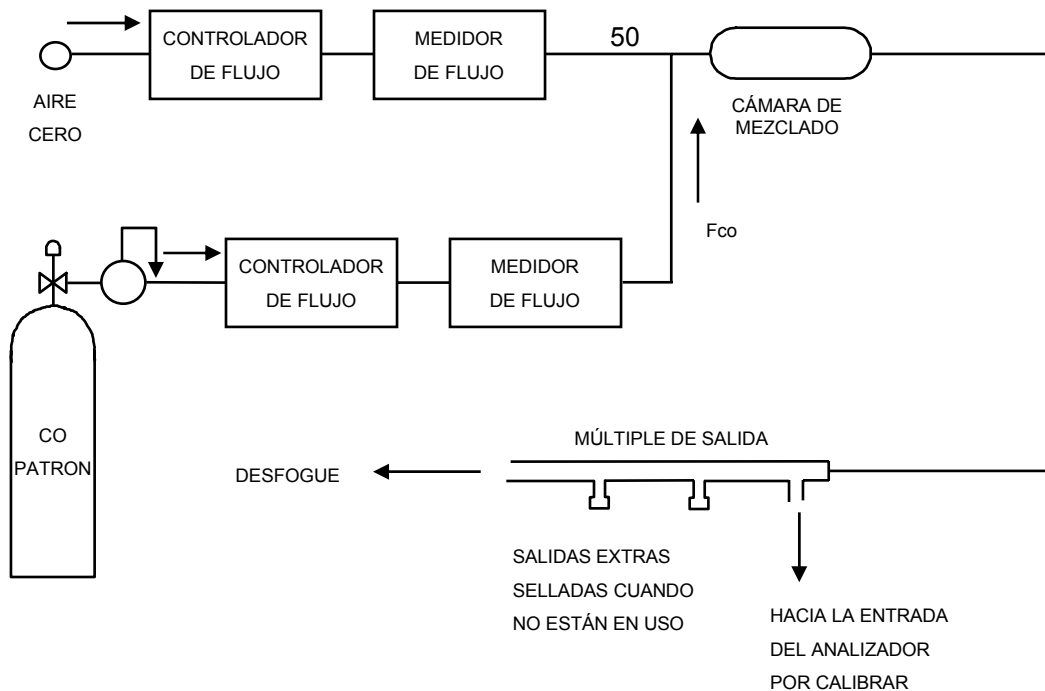 CONTROLADOR
DE FLUJO
MEDIDOR
DE FLUJO
50
AIRE
CERO
CÁMARA DE
MEZCLADO
Fco
CONTROLADOR
DE FLUJO
MEDIDOR
DE FLUJO
CO
PATRON
MÚLTIPLE DE SALIDA
DESFOGUE
SALIDAS EXTRAS
SELLADAS CUANDO
NO ESTÁN EN USO
HACIA LA ENTRADA
DEL ANALIZADOR
POR CALIBRAR